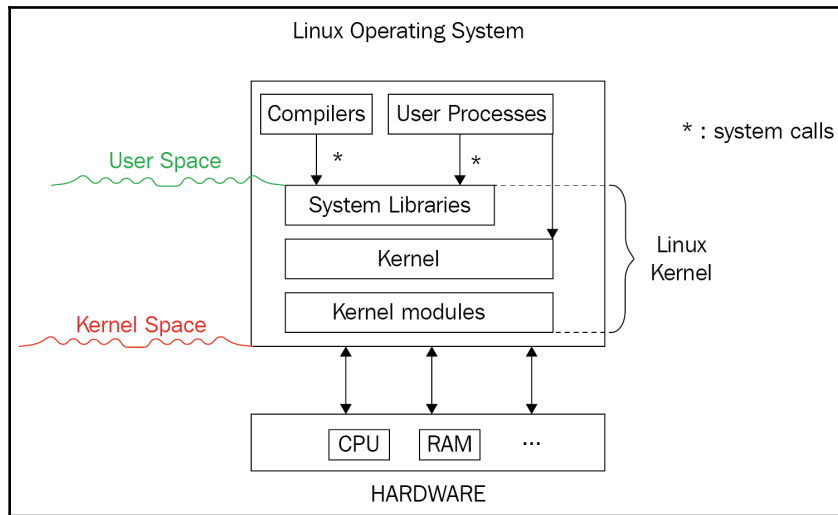 Linux Operating System
Compilers
User Processes
* : system calls
*
*
User Space
System Libraries
Kernel
Linux
Kernel
Kernel modules
Kernel Space
CPU
RAM
...
HARDWARE